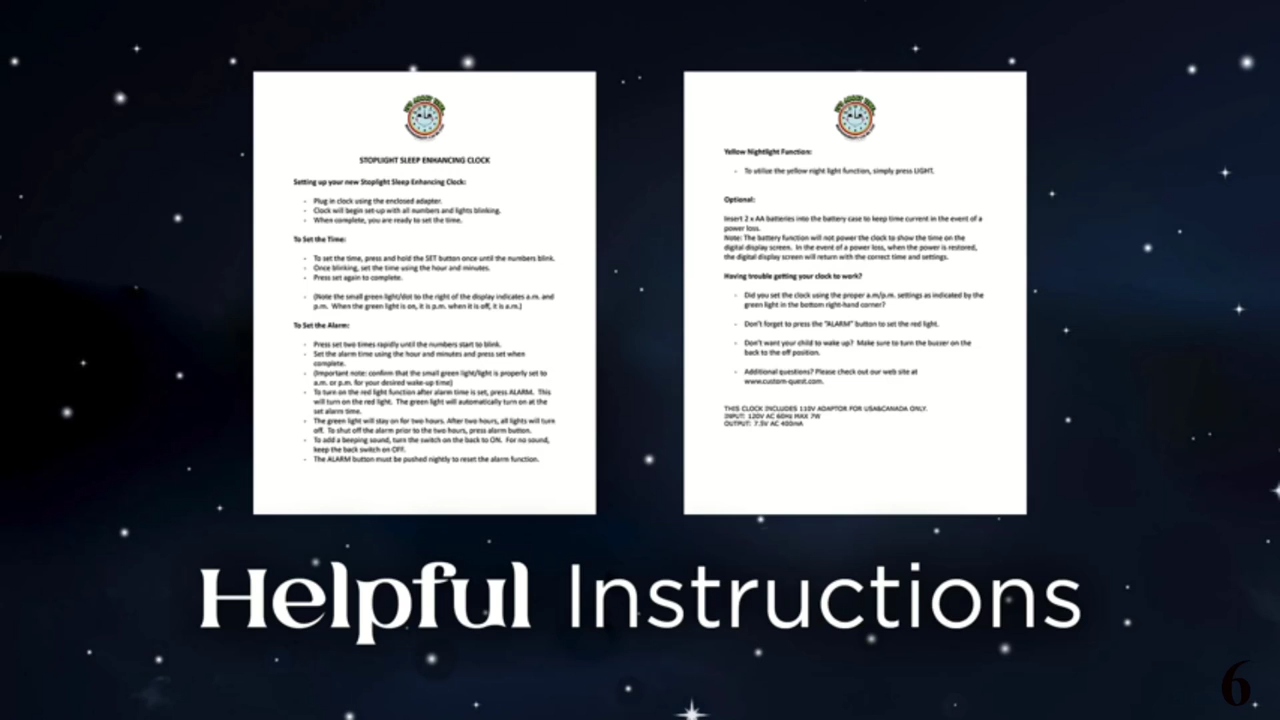 STOPLIGHT SLEEP ENHANCING CLOCK
Setting up your new Stoplight Sleep Enhancing Clock:
- Plug in clock using the enclosed adapter.
- Clock will begin set-up with all numbers and lights blinking.
- When complete, you are ready to set the time.
To Set the Time:
- To set the time, press and hold the SET button once until the numbers blink.
- Once blinking, set the time using the hour and minutes.
- Press set again to complete.
- (Note the small green light/dot to the right of the display indicates a.m. and
p.m. When the green light is on, it is p.m. when it is off, it is a.m.)
To Set the Alarm:
- Press set two times rapidly until the numbers start to blink.
- Set the alarm time using the hour and minutes and press set when
complete.
- (Important note: confirm that the small green light/light is properly set to
a.m. or p.m. for your desired wake-up time)
- To turn on the red light function after alarm time is set, press ALARM. This
will turn on the red light. The green light will automatically turn on at the
set alarm time.
- The green light will stay on for two hours. After two hours, all lights will turn
off. To shut off the alarm prior to the two hours, press alarm button.
- To add a beeping sound, turn the switch on the back to ON. For no sound,
keep the back switch on OFF.
- The ALARM button must be pushed nightly to reset the alarm function.
Yellow Nightlight Function:
- To utilize the yellow night light function, simply press LIGHT.
Optional:
Insert 2 x AA batteries into the battery case to keep time current in the event of a
power loss.
Note: The battery function will not power the clock to show the time on the
digital display screen. In the event of a power loss, when the power is restored,
the digital display screen will return with the correct time and settings.
Having trouble getting your clock to work?
- Did you set the clock using the proper a.m/p.m. settings as indicated by the
green light in the bottom right-hand corner?
- Don't forget to press the "ALARM" button to set the red light.
- Don't want your child to wake up? Make sure to turn the buzzer on the
back to the off position.
- Additional questions? Please check out our web site at
www.custom-quest.com.
THIS CLOCK INCLUDES 110V ADAPTOR FOR USA&CANADA ONLY.
INPUT: 120V AC 60Hz MAX 7W
OUTPUT: 7.5V AC 400mA
Helpful Instructions
6